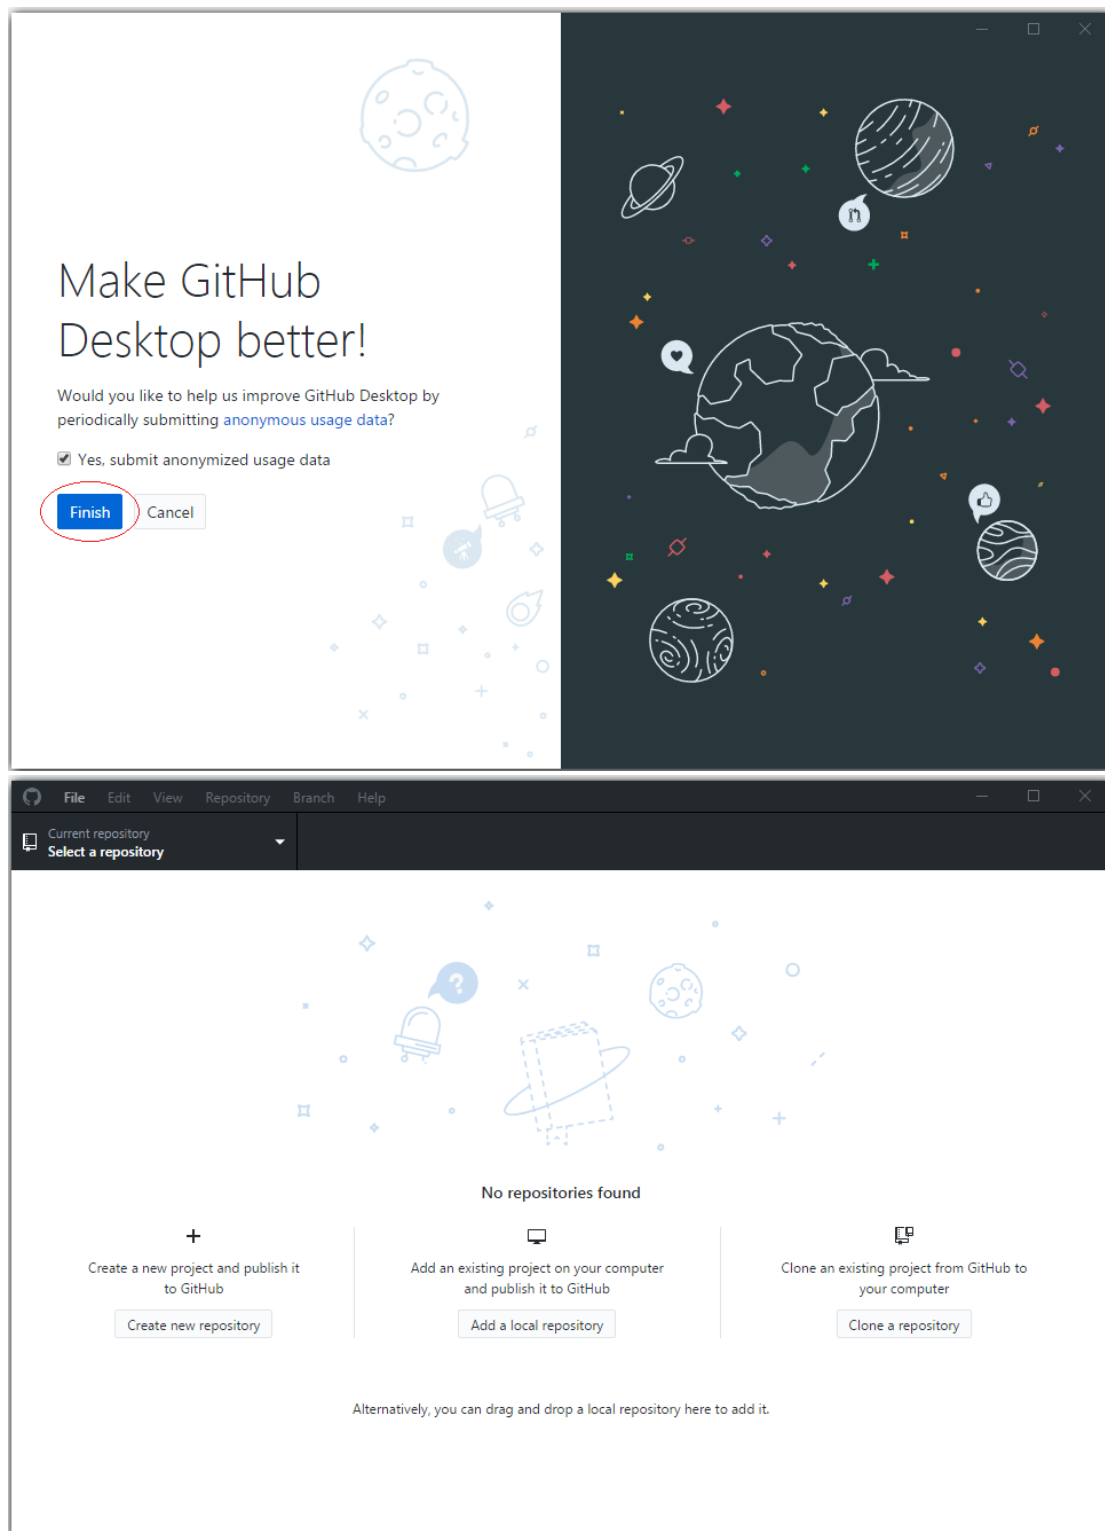 Make GitHub
Desktop better!
Would you like to help us improve GitHub Desktop by
periodically submitting anonymous usage data?
Yes, submit anonymized usage data
Finish
Cancel
File Edit View Repository Branch Help
Current repository
Select a repository
No repositories found
Create a new project and publish it
to GitHub
Create new repository
Add an existing project on your computer
and publish it to GitHub
Add a local repository
Clone an existing project from GitHub to
your computer
Clone a repository
Alternatively, you can drag and drop a local repository here to add it.